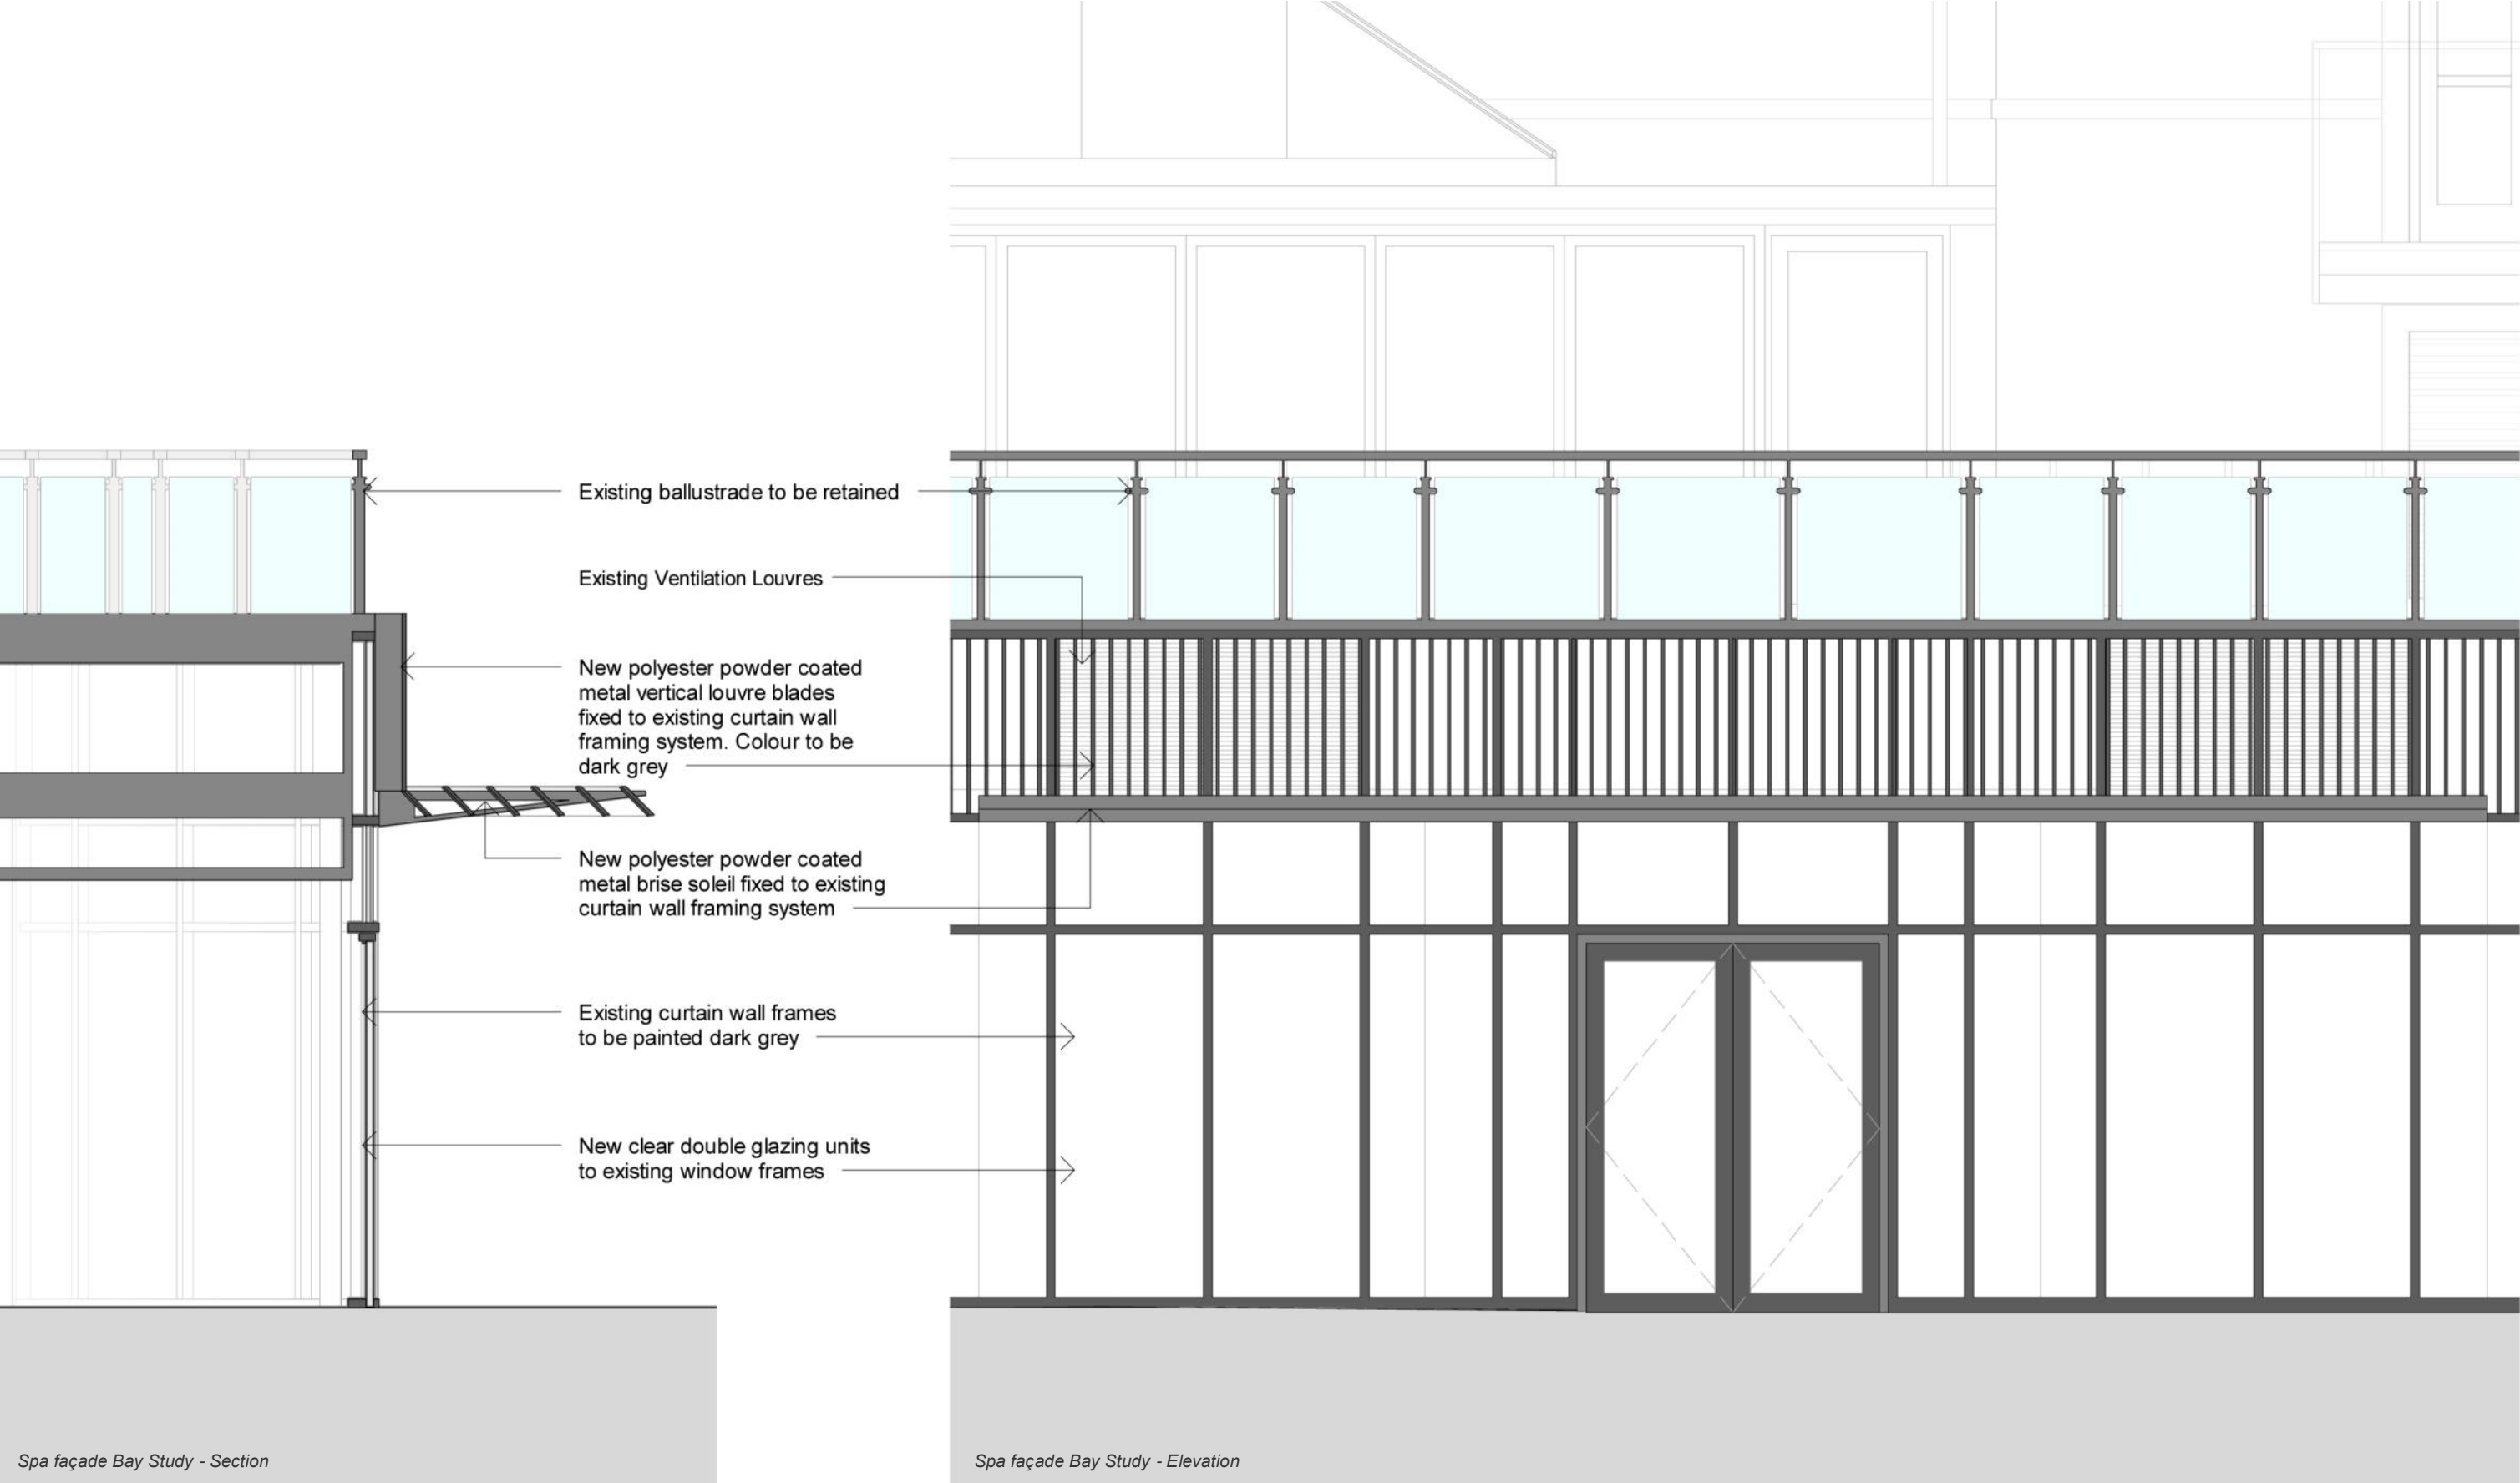 Existing ballustrade to be retained
Existing Ventilation Louvres
New polyester powder coated
metal vertical louvre blades
fixed to existing curtain wall
framing system. Colour to be
dark grey
New polyester powder coated
metal brise soleil fixed to existing
curtain wall framing system
Existing curtain wall frames
to be painted dark grey
New clear double glazing units
to existing window frames
Spa façade Bay Study - Section
Spa façade Bay Study - Elevation